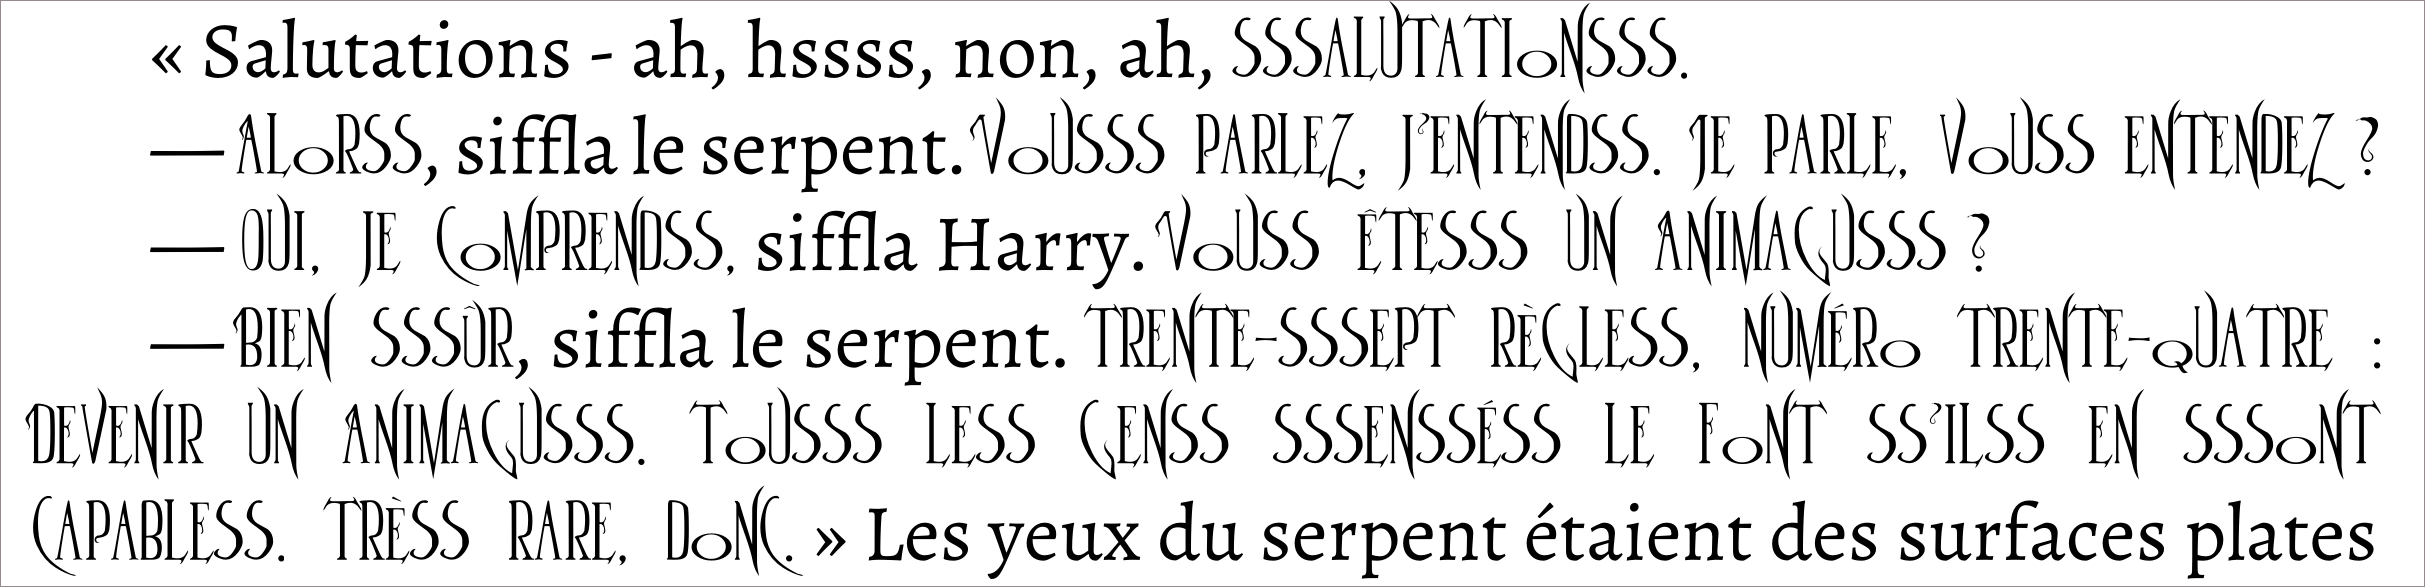 « Salutations - ah, hssss, non, ah, SSSALUTATIONSSS.
— ALORSS, siffla le serpent. VOUSSS PARLEZ, J'ENTENDSS. JE PARLE, VOUSS ENTENDEZ ?
— OUI, JE COMPRENDSS, siffla Harry. VOUSS ÊTESSS UN ANIMAGUSSS ?
— BIEN SSSÛR, siffla le serpent. TRENTE-SSSEPT RÈGLESS, NUMÉRO TRENTE-QUATRE :
DEVENIR UN ANIMAGUSSS. TOUSSS LESS GENSS SSSENSSÉSS LE FONT SS'ILSS EN SSSONT
CAPABLESS. TRÈSS RARE, DONC. » Les yeux du serpent étaient des surfaces plates